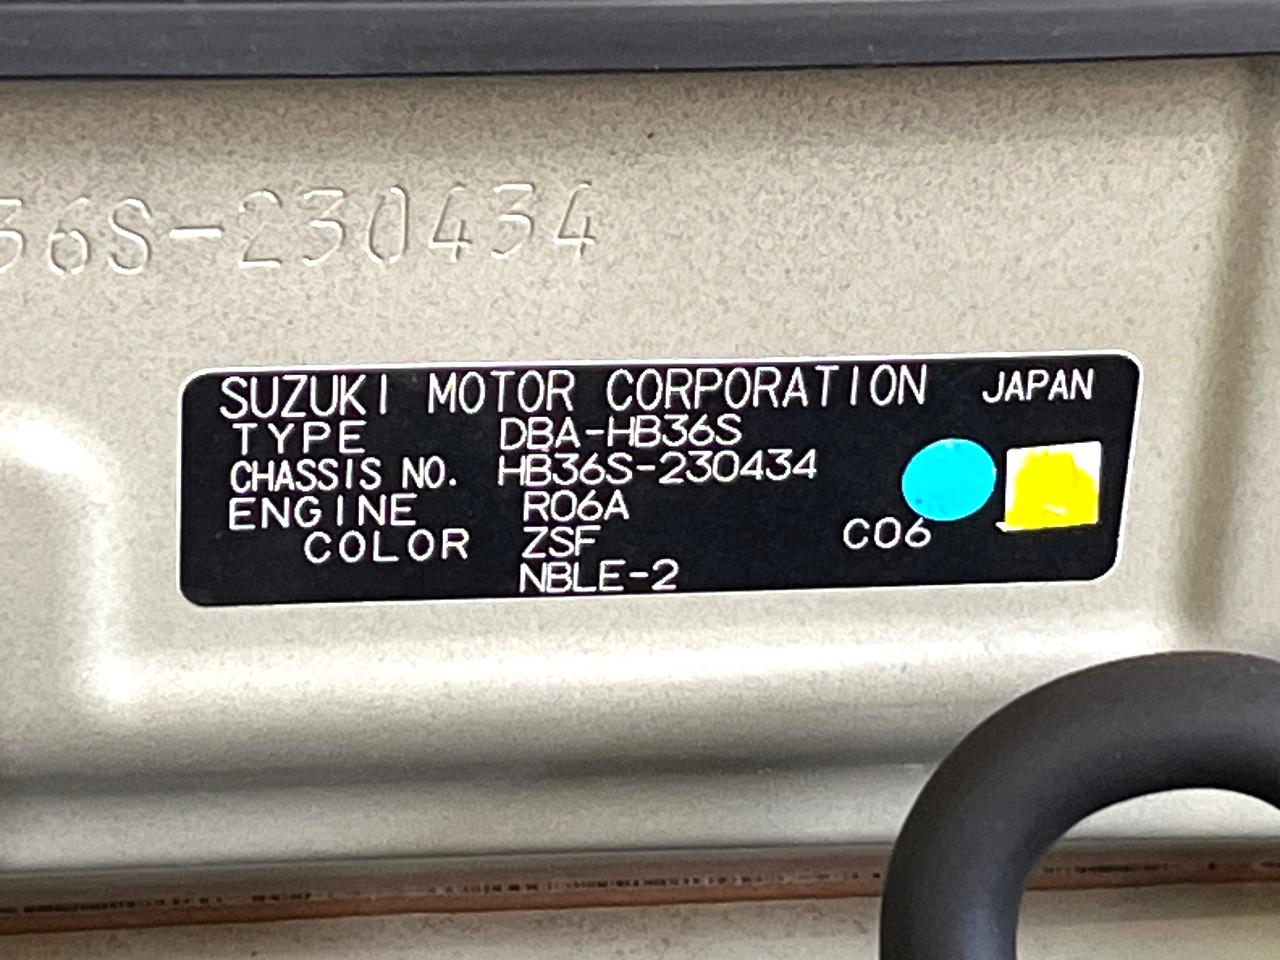 36S-230434
SUZUKI MOTOR CORPORATION JAPAN
TYPE DBA-HB36S
CHASSIS NO. HB36S-230434
ENGINE R06A
COLOR ZSF C06
NBLE-2